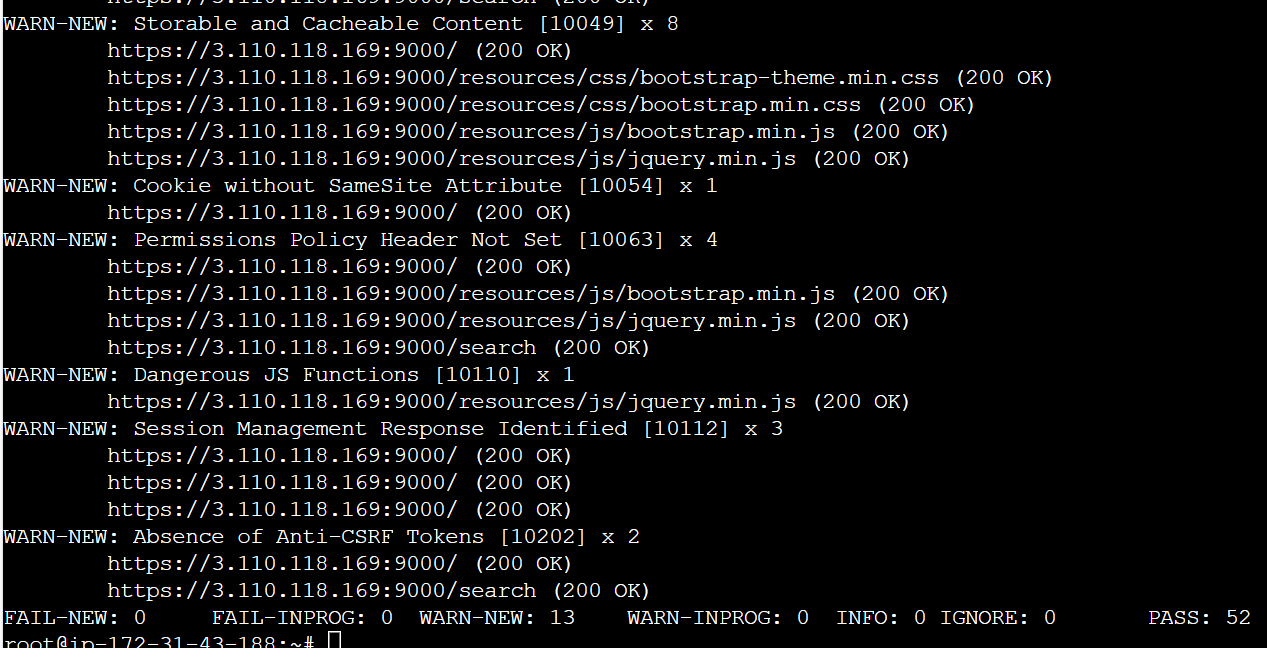 https://3.110.118.169:9000/search (200 OK)
WARN-NEW: Storable and Cacheable Content [10049] x 8
https://3.110.118.169:9000/ (200 OK)
https://3.110.118.169:9000/resources/css/bootstrap-theme.min.css (200 OK)
https://3.110.118.169:9000/resources/css/bootstrap.min.css (200 OK)
https://3.110.118.169:9000/resources/js/bootstrap.min.js (200 OK)
https://3.110.118.169:9000/resources/js/jquery.min.js (200 OK)
WARN-NEW: Cookie without SameSite Attribute [10054] x 1
https://3.110.118.169:9000/ (200 OK)
WARN-NEW: Permissions Policy Header Not Set [10063] x 4
https://3.110.118.169:9000/ (200 OK)
https://3.110.118.169:9000/resources/js/bootstrap.min.js (200 OK)
https://3.110.118.169:9000/resources/js/jquery.min.js (200 OK)
https://3.110.118.169:9000/search (200 OK)
WARN-NEW: Dangerous JS Functions [10110] x 1
https://3.110.118.169:9000/resources/js/jquery.min.js (200 OK)
WARN-NEW: Session Management Response Identified [10112] x 3
https://3.110.118.169:9000/ (200 OK)
https://3.110.118.169:9000/ (200 OK)
https://3.110.118.169:9000/ (200 OK)
WARN-NEW: Absence of Anti-CSRF Tokens [10202] x 2
https://3.110.118.169:9000/ (200 OK)
https://3.110.118.169:9000/search (200 OK)
FAIL-NEW: 0 FAIL-INPROG: 0 WARN-NEW: 13 WARN-INPROG: 0 INFO: 0 IGNORE: 0 PASS: 52
root@ip-172-31-43-188:~#